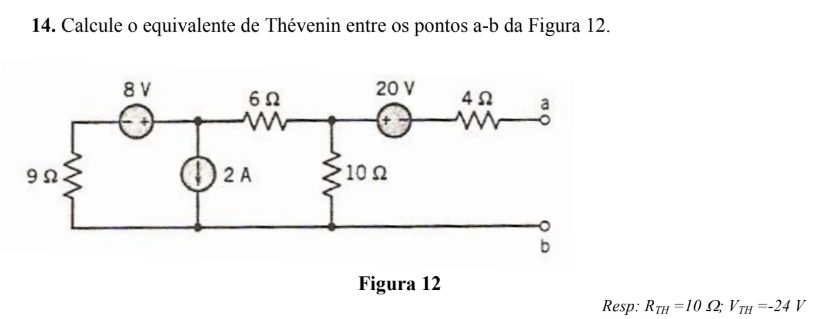 14. Calcule o equivalente de Thévenin entre os pontos a-b da Figura 12.
8 V
20 V
6 Ω
4 Ω
a
- +
+ -
9 Ω
2 A
10 Ω
b
Figura 12
Resp: RTH =10 Ω; VTH =-24 V